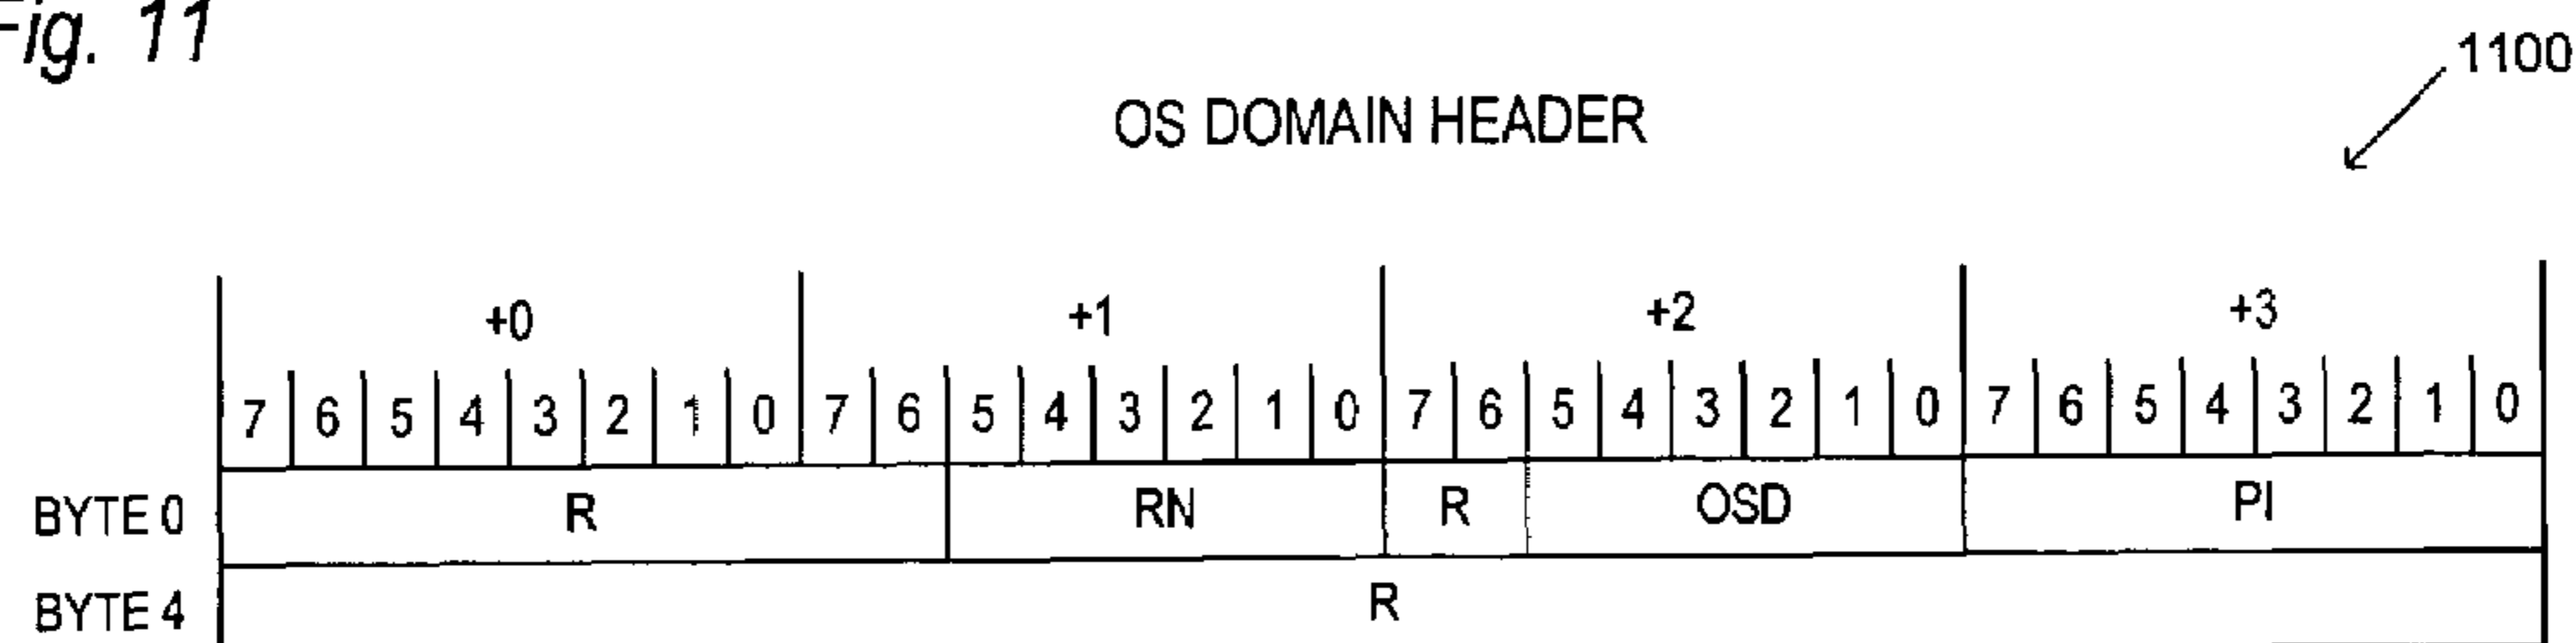 Fig. 11
1100
OS DOMAIN HEADER
+0 +1 +2 +3
7 6 5 4 3 2 1 0 7 6 5 4 3 2 1 0 7 6 5 4 3 2 1 0 7 6 5 4 3 2 1 0
BYTE 0 R RN R OSD PI
BYTE 4 R